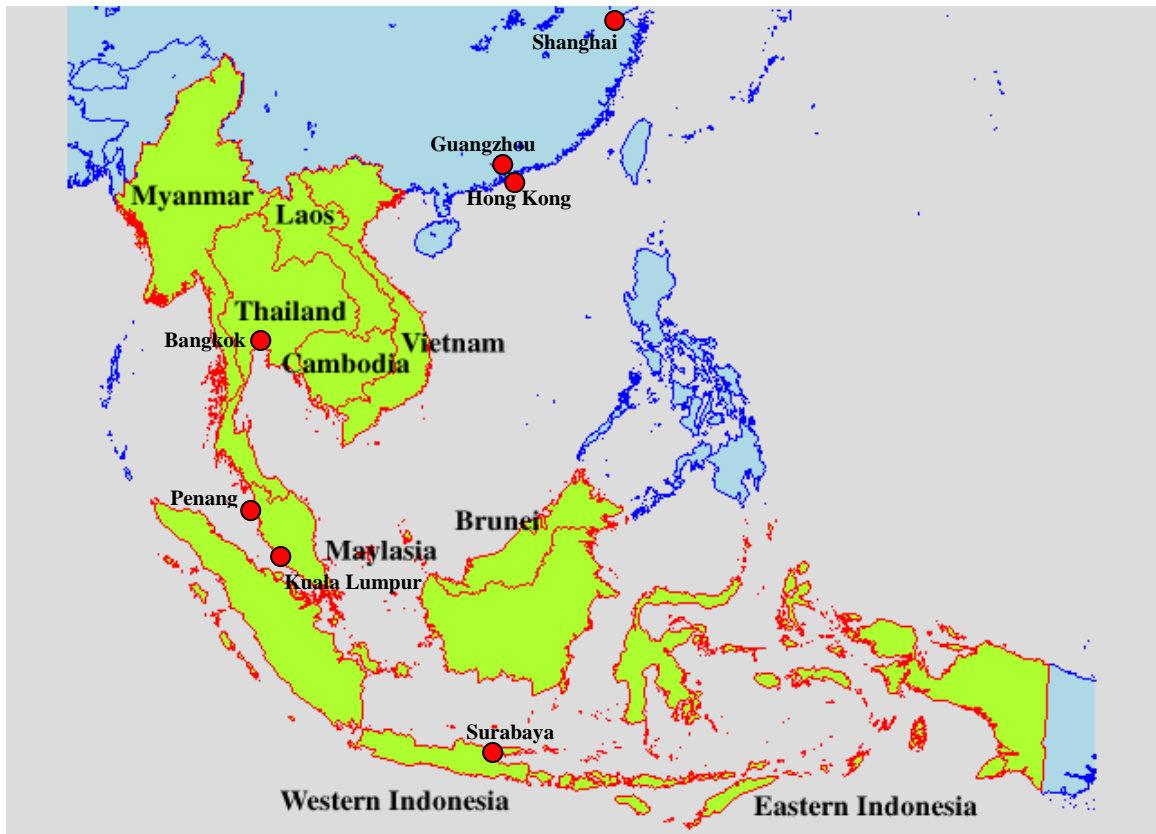 Shanghai
Guangzhou
Hong Kong
Myanmar
Laos
Thailand
Bangkok
Vietnam
Cambodia
Penang
Brunei
Maylasia
Kuala Lumpur
Surabaya
Western Indonesia
Eastern Indonesia